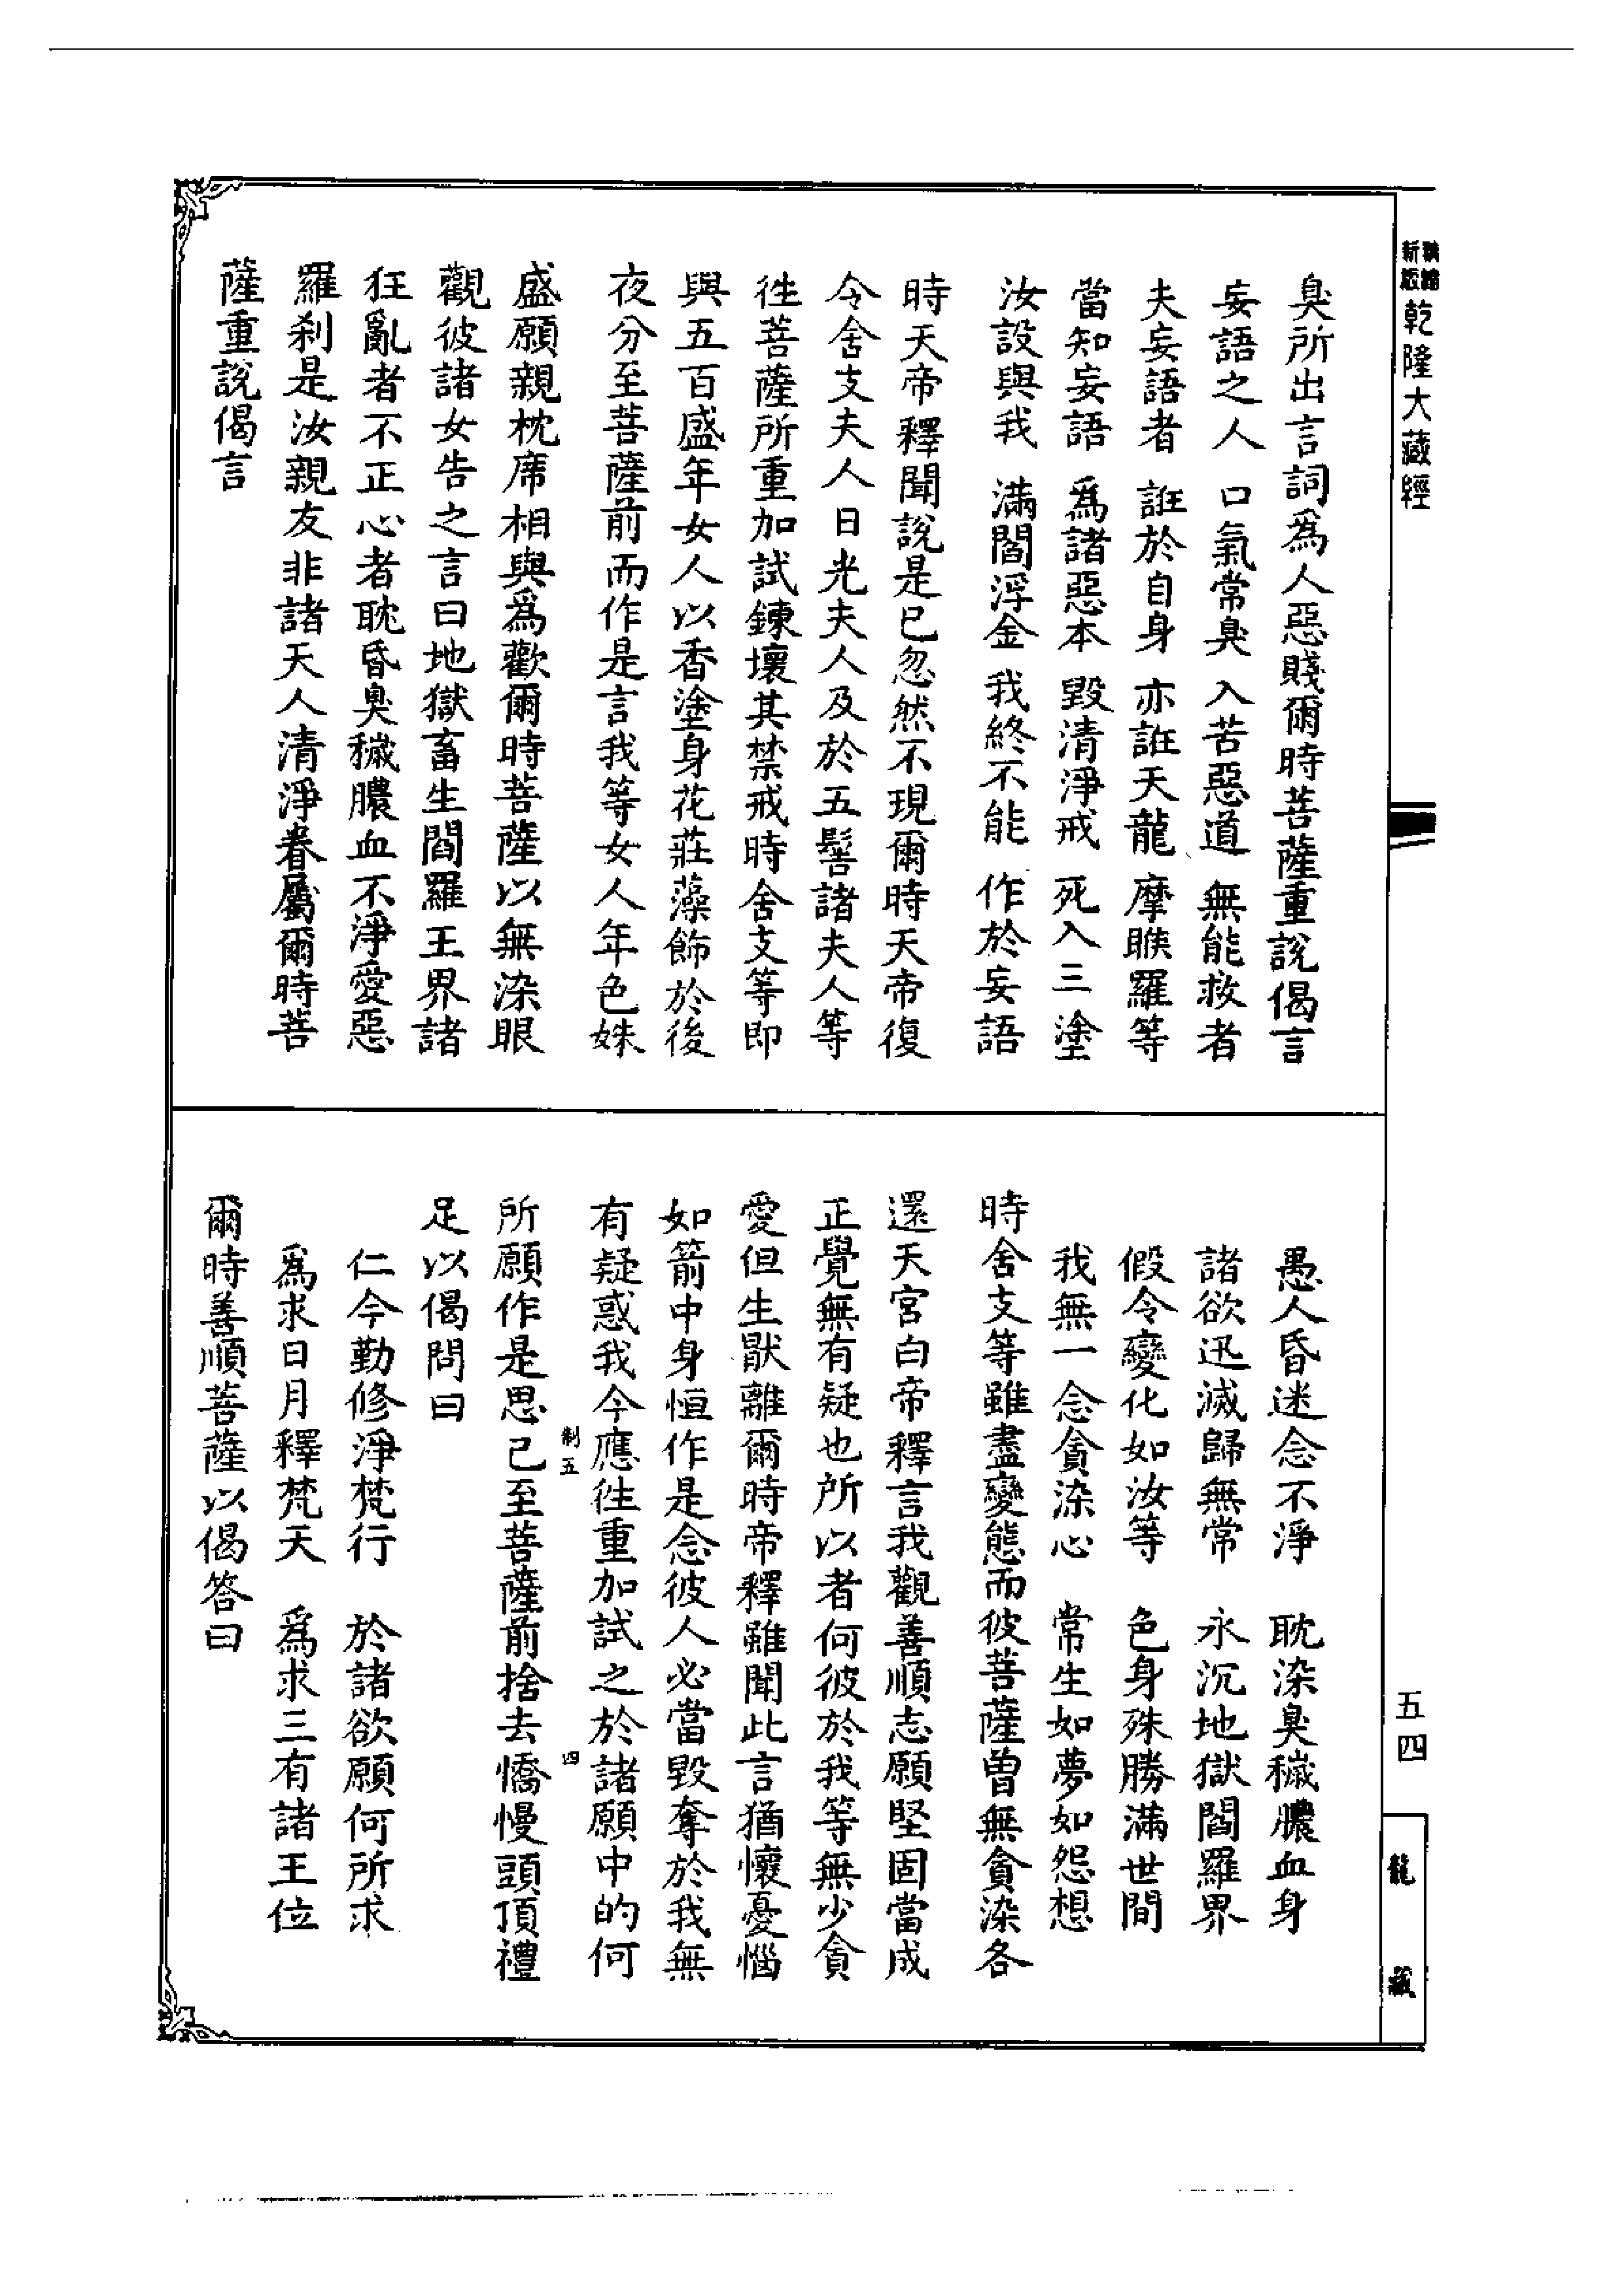 新版
乾隆大藏經
臭所出言詞為人惡賤爾時菩薩重說偈言
妄語之人　口氣常臭　入苦惡道　無能救者
夫妄語者　誑於自身　亦誑天龍　摩睺羅等
當知妄語　爲諸惡本　毀清淨戒　死入三塗
汝設與我　滿閻浮金　我終不能　作於妄語
時天帝釋聞說是已忽然不現爾時天帝復
令舍支夫人日光夫人及於五髻諸夫人等
徃菩薩所重加試鍊壞其禁戒時舍支等即
與五百盛年女人以香塗身花莊藻飾於後
夜分至菩薩前而作是言我等女人年色姝
盛願親枕席相與爲歡爾時菩薩以無染眼
觀彼諸女告之言曰地獄畜生閻羅王界諸
狂亂者不正心者耽昏臭穢膿血不淨愛惡
羅刹是汝親友非諸天人清淨眷屬爾時菩
薩重說偈言
愚人昏迷念不淨　耽染臭穢膿血身
諸欲迅滅歸無常　永沉地獄閻羅界
假令變化如汝等　色身殊勝滿世間
我無一念貪染心　常生如夢如怨想
時舍支等雖盡變態而彼菩薩曾無貪染各
還天宮白帝釋言我觀善順志願堅固當成
正覺無有疑也所以者何彼於我等無少貪
愛但生厭離爾時帝釋雖聞此言猶懷憂惱
如箭中身恒作是念彼人必當毀奪於我無
有疑惑我今應徃重加試之於諸願中的何
制五　四
所願作是思已至菩薩前捨去憍慢頭頂禮
足以偈問曰
仁今勤修淨梵行　於諸欲願何所求
爲求日月釋梵天　爲求三有諸王位
爾時善順菩薩以偈答曰
五四
龍藏